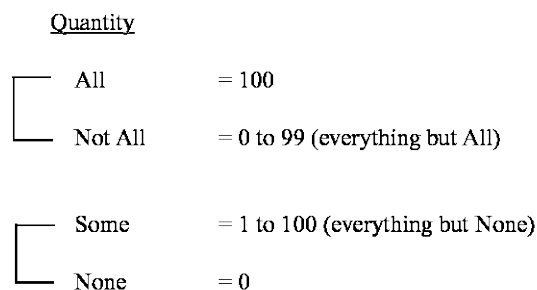 Quantity
All = 100
Not All = 0 to 99 (everything but All)
Some = 1 to 100 (everything but None)
None = 0